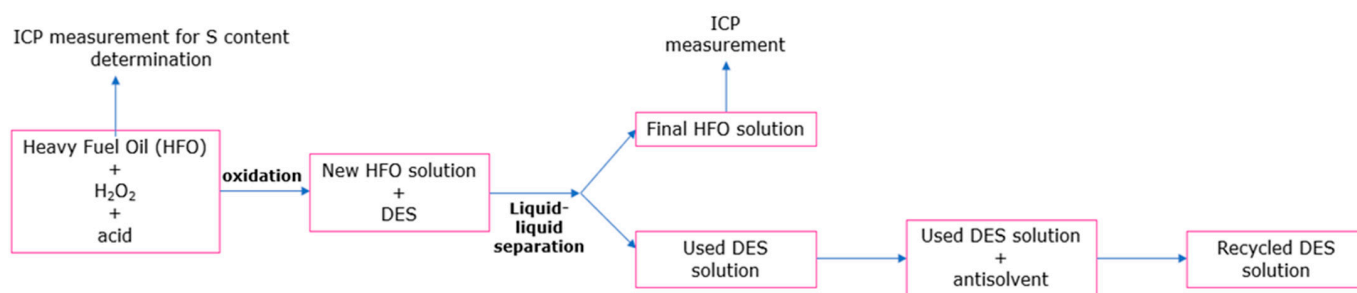 ICP measurement for S content
determination
Heavy Fuel Oil (HFO)
+
H₂O₂
+
acid
oxidation
New HFO solution
+
DES
Liquid-
liquid
separation
ICP
measurement
Final HFO solution
Used DES
solution
Used DES solution
+
antisolvent
Recycled DES
solution